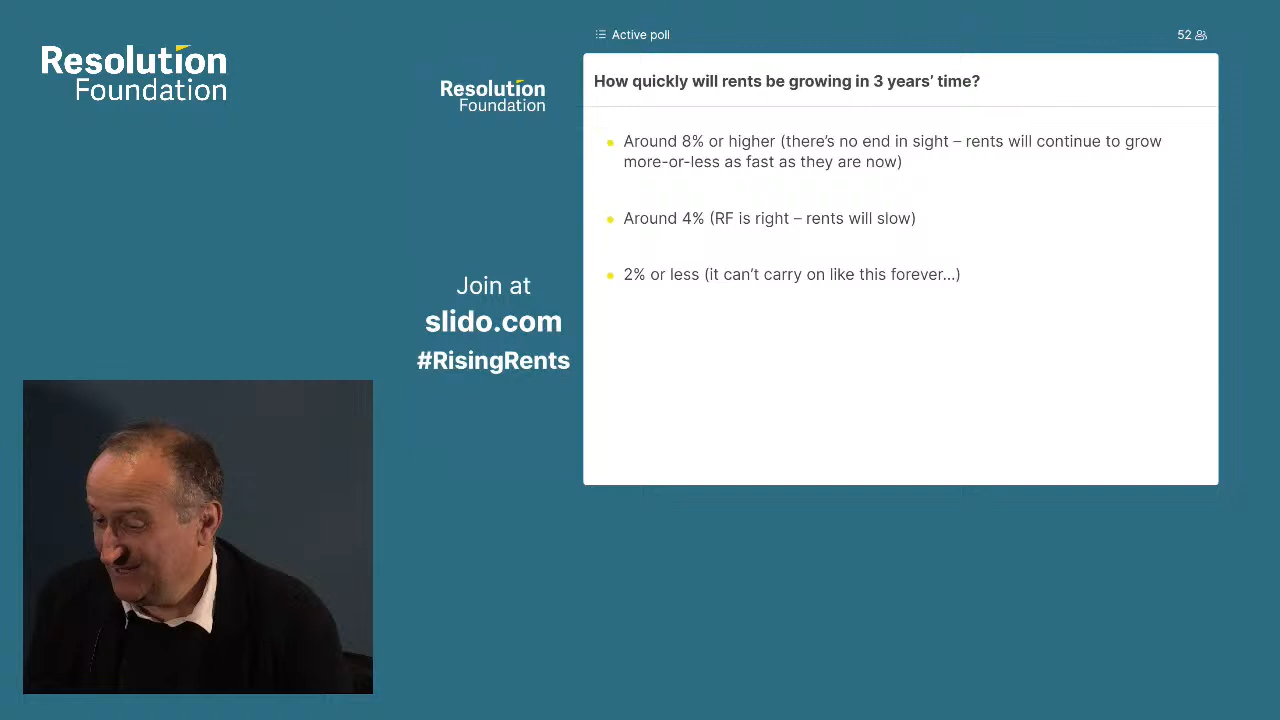 Resolution
Foundation
Active poll
52
Resolution
Foundation
How quickly will rents be growing in 3 years’ time?
Around 8% or higher (there’s no end in sight – rents will continue to grow
more-or-less as fast as they are now)
Around 4% (RF is right – rents will slow)
2% or less (it can’t carry on like this forever...)
Join at
slido.com
#RisingRents